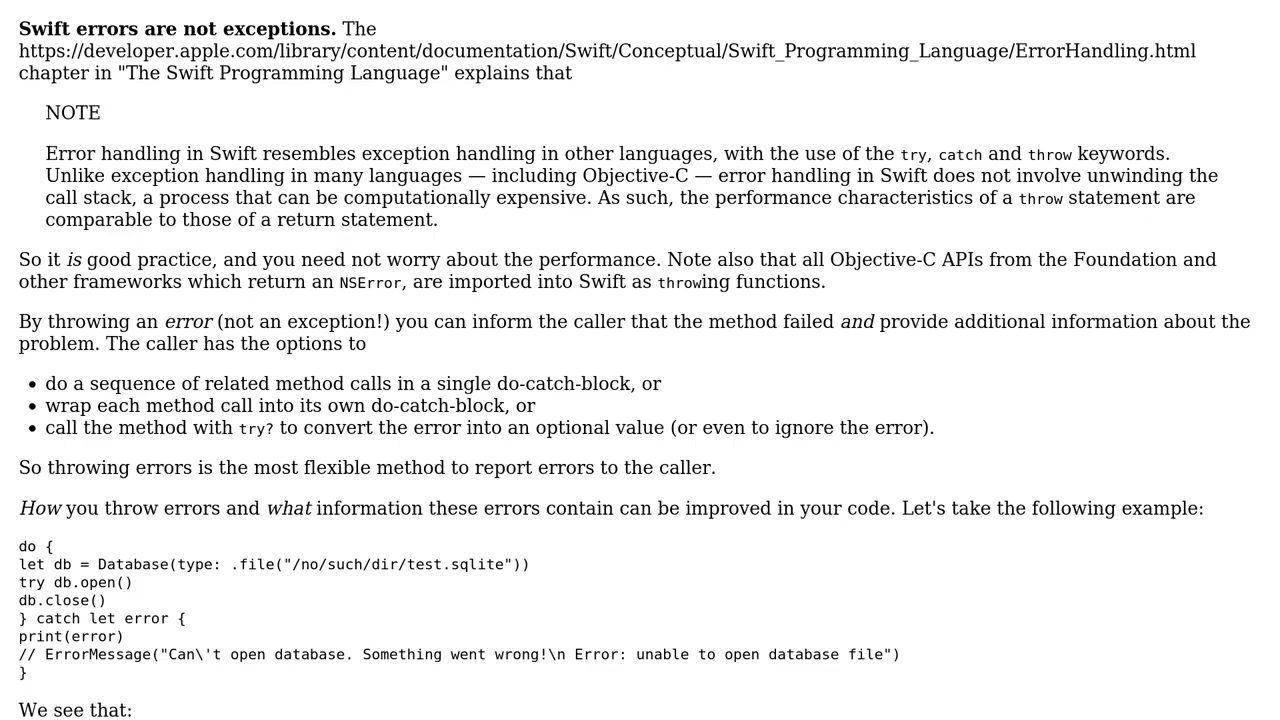 Swift errors are not exceptions. The
https://developer.apple.com/library/content/documentation/Swift/Conceptual/Swift_Programming_Language/ErrorHandling.html
chapter in "The Swift Programming Language" explains that
NOTE
Error handling in Swift resembles exception handling in other languages, with the use of the try, catch and throw keywords.
Unlike exception handling in many languages — including Objective-C — error handling in Swift does not involve unwinding the
call stack, a process that can be computationally expensive. As such, the performance characteristics of a throw statement are
comparable to those of a return statement.
So it is good practice, and you need not worry about the performance. Note also that all Objective-C APIs from the Foundation and
other frameworks which return an NSError, are imported into Swift as throwing functions.
By throwing an error (not an exception!) you can inform the caller that the method failed and provide additional information about the
problem. The caller has the options to
• do a sequence of related method calls in a single do-catch-block, or
• wrap each method call into its own do-catch-block, or
• call the method with try? to convert the error into an optional value (or even to ignore the error).
So throwing errors is the most flexible method to report errors to the caller.
How you throw errors and what information these errors contain can be improved in your code. Let's take the following example:
do {
let db = Database(type: .file("/no/such/dir/test.sqlite"))
try db.open()
db.close()
} catch let error {
print(error)
// ErrorMessage("Can\'t open database. Something went wrong!\n Error: unable to open database file")
}
We see that: